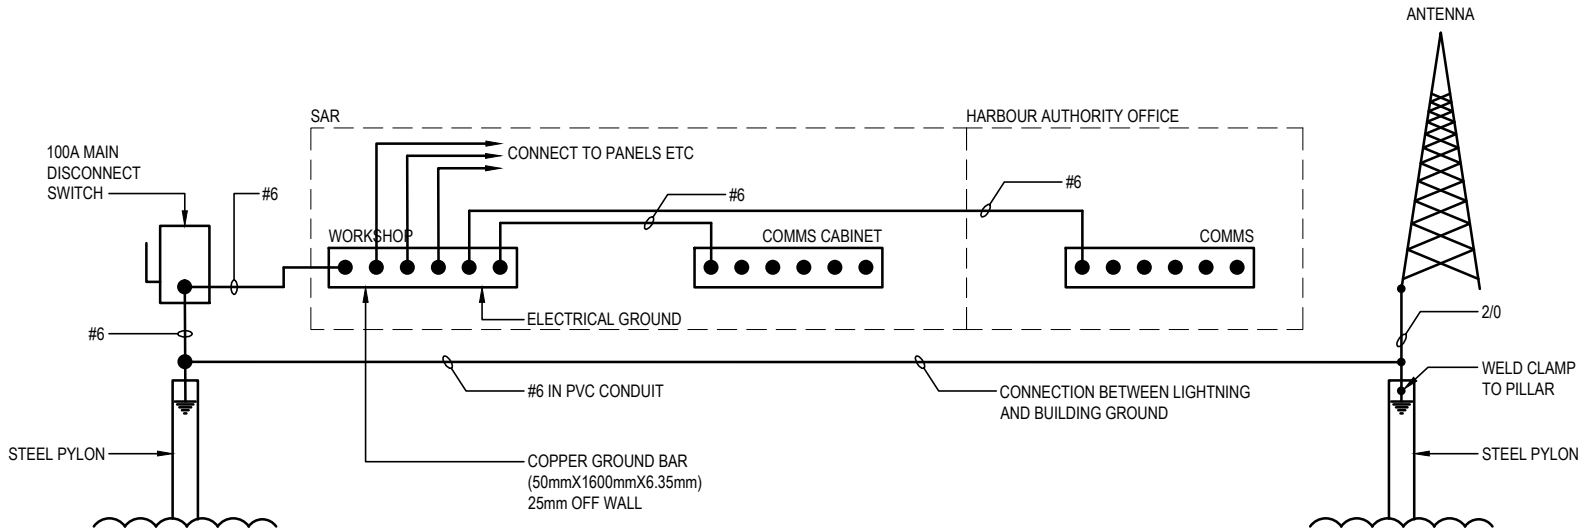 ANTENNA
SAR
HARBOUR AUTHORITY OFFICE
100A MAIN
DISCONNECT
SWITCH
#6
CONNECT TO PANELS ETC
#6
#6
WORKSHOP
COMMS CABINET
COMMS
#6
ELECTRICAL GROUND
2/0
#6 IN PVC CONDUIT
CONNECTION BETWEEN LIGHTNING
AND BUILDING GROUND
WELD CLAMP
TO PILLAR
STEEL PYLON
COPPER GROUND BAR
(50mmX1600mmX6.35mm)
25mm OFF WALL
STEEL PYLON